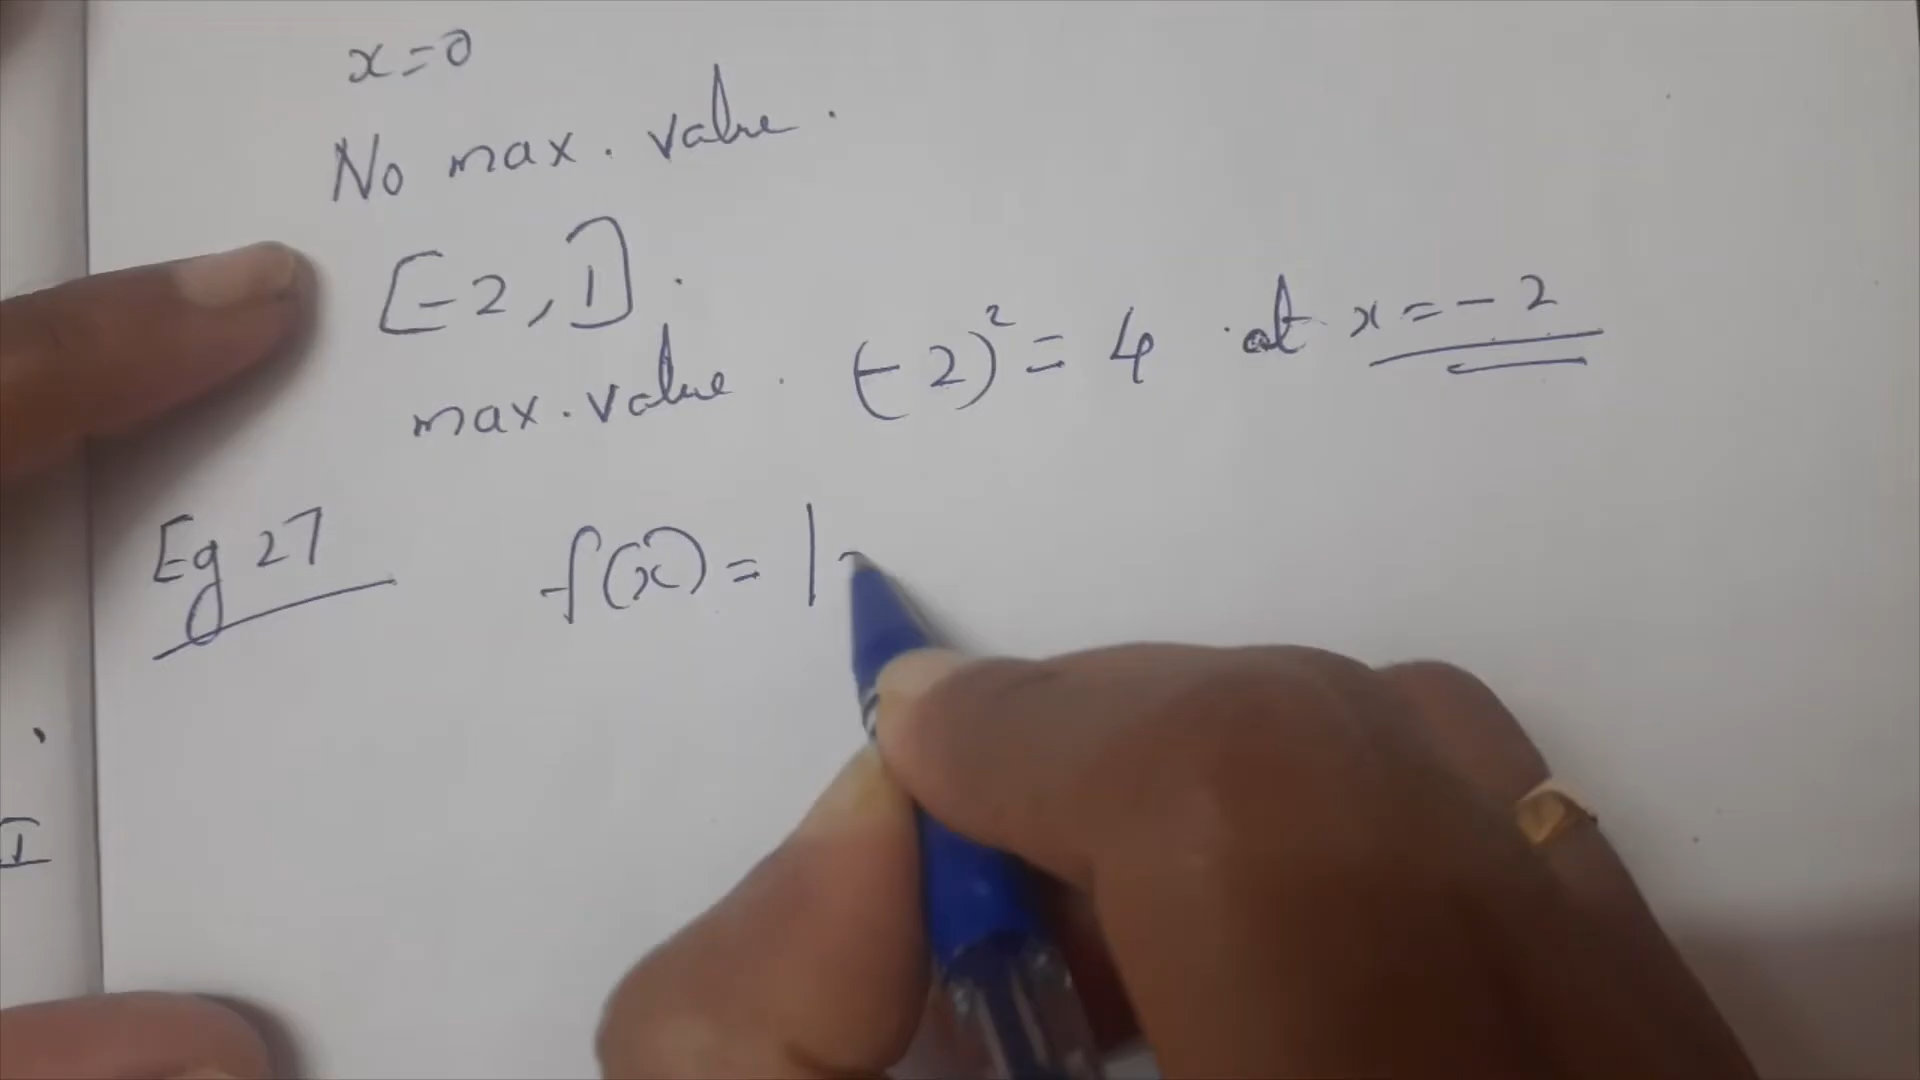 x=0
No max. value.
[-2, 1].
max. value. (-2)² = 4 at x=-2
Eg 27 f(x) = |
I